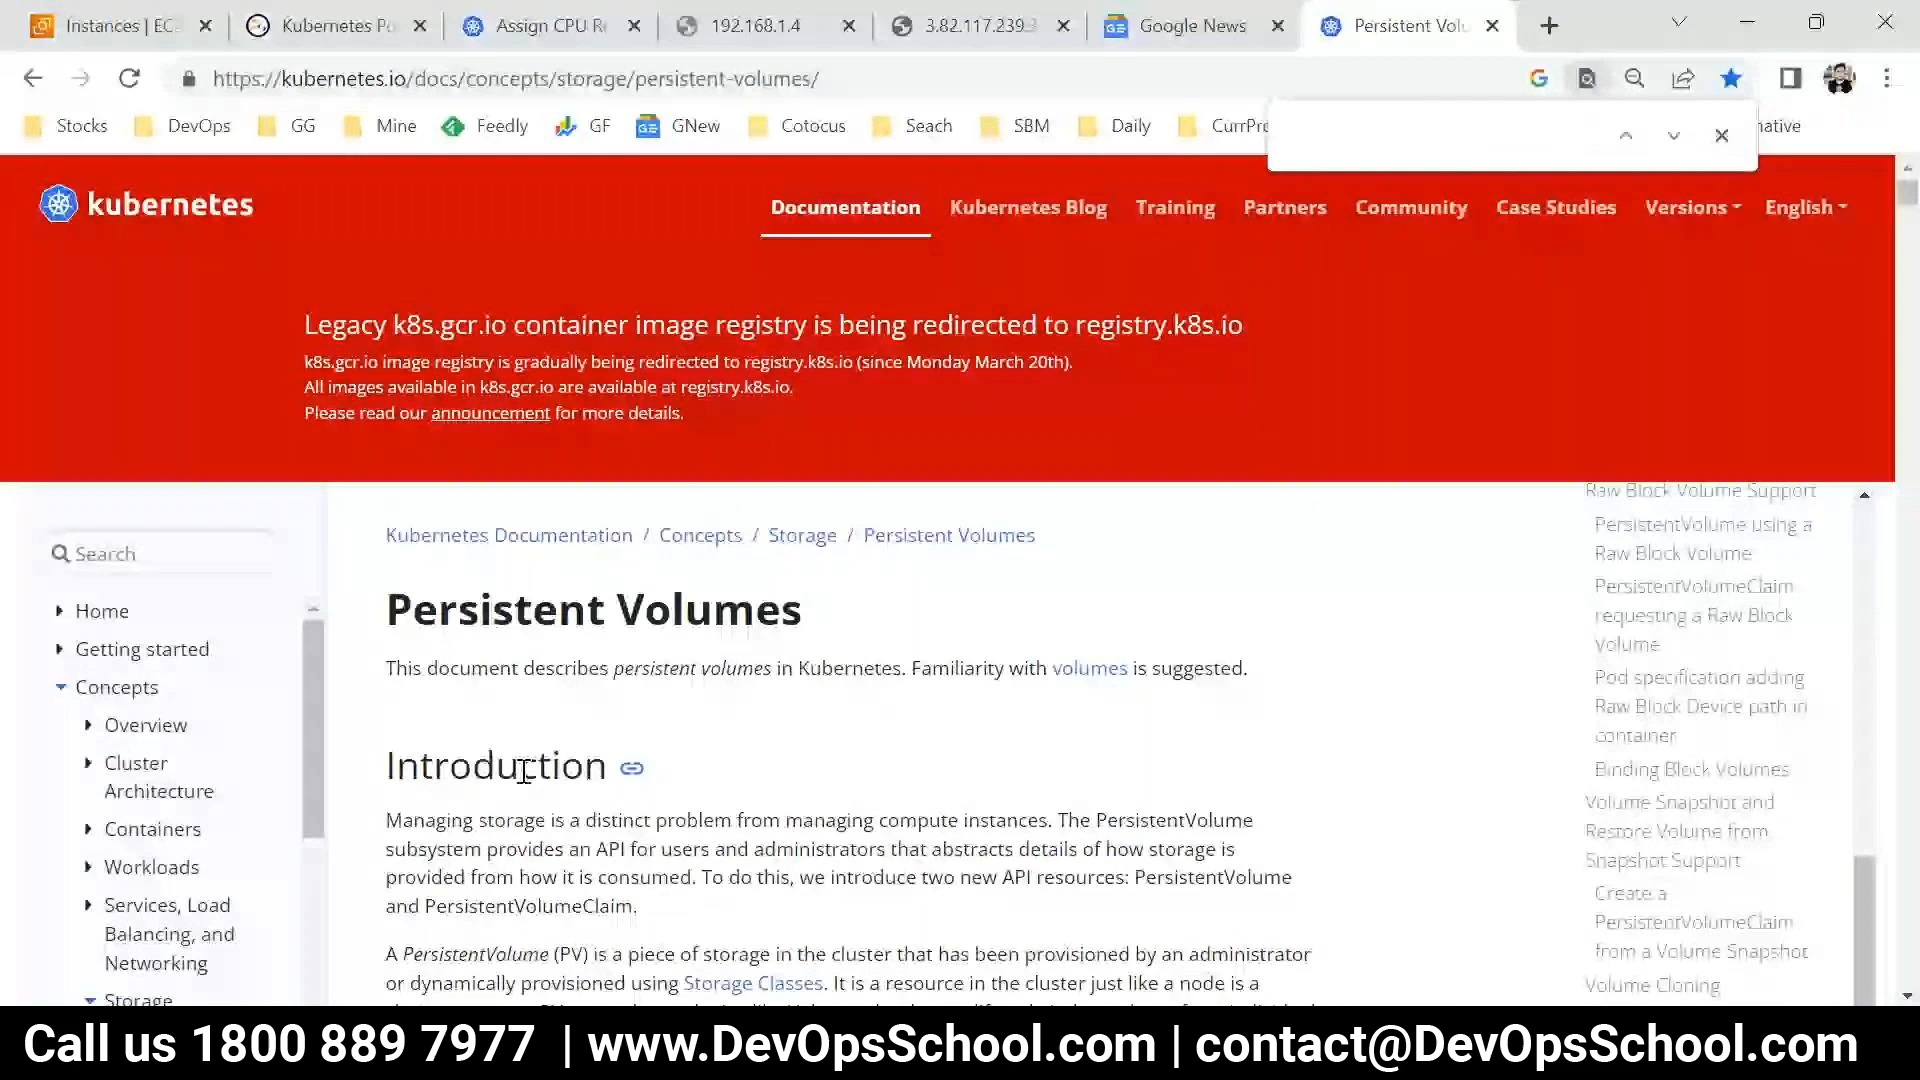 Instances | EC
Kubernetes Po
Assign CPU Re
192.168.1.4
3.82.117.239:3
Google News
Persistent Volu
https://kubernetes.io/docs/concepts/storage/persistent-volumes/
Stocks
DevOps
GG
Mine
Feedly
GF
GNew
Cotocus
Seach
SBM
Daily
CurrPr
native
kubernetes
Documentation
Kubernetes Blog
Training
Partners
Community
Case Studies
Versions
English
Legacy k8s.gcr.io container image registry is being redirected to registry.k8s.io
k8s.gcr.io image registry is gradually being redirected to registry.k8s.io (since Monday March 20th).
All images available in k8s.gcr.io are available at registry.k8s.io.
Please read our announcement for more details.
Search
Home
Getting started
Concepts
Overview
Cluster
Architecture
Containers
Workloads
Services, Load
Balancing, and
Networking
Storage
Kubernetes Documentation / Concepts / Storage / Persistent Volumes
Persistent Volumes
This document describes persistent volumes in Kubernetes. Familiarity with volumes is suggested.
Introduction
Managing storage is a distinct problem from managing compute instances. The PersistentVolume
subsystem provides an API for users and administrators that abstracts details of how storage is
provided from how it is consumed. To do this, we introduce two new API resources: PersistentVolume
and PersistentVolumeClaim.
A PersistentVolume (PV) is a piece of storage in the cluster that has been provisioned by an administrator
or dynamically provisioned using Storage Classes. It is a resource in the cluster just like a node is a
Raw Block Volume Support
PersistentVolume using a
Raw Block Volume
PersistentVolumeClaim
requesting a Raw Block
Volume
Pod specification adding
Raw Block Device path in
container
Binding Block Volumes
Volume Snapshot and
Restore Volume from
Snapshot Support
Create a
PersistentVolumeClaim
from a Volume Snapshot
Volume Cloning
Call us 1800 889 7977 | www.DevOpsSchool.com | contact@DevOpsSchool.com